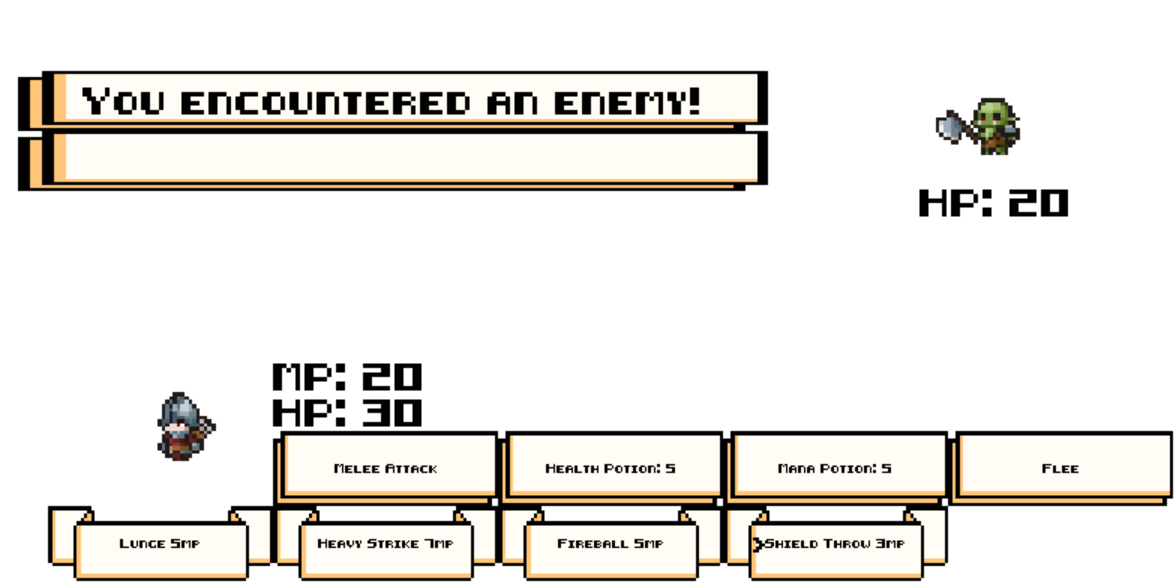 You encountered an enemy!
HP: 20
MP: 20
HP: 30
Melee Attack
Health Potion: 5
Mana Potion: 5
Flee
Lunge 5mp
Heavy Strike 7mp
Fireball 5mp
Shield Throw 3mp